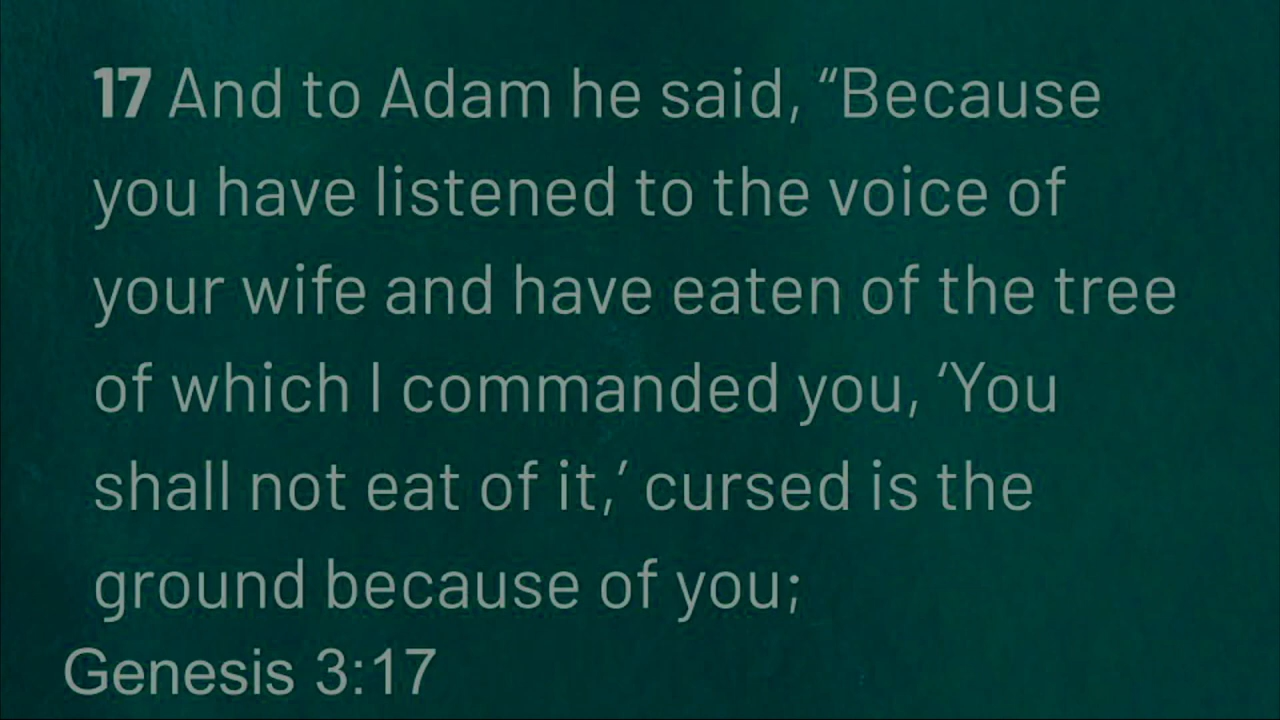 17 And to Adam he said, “Because
you have listened to the voice of
your wife and have eaten of the tree
of which I commanded you, ‘You
shall not eat of it,’ cursed is the
ground because of you;
Genesis 3:17